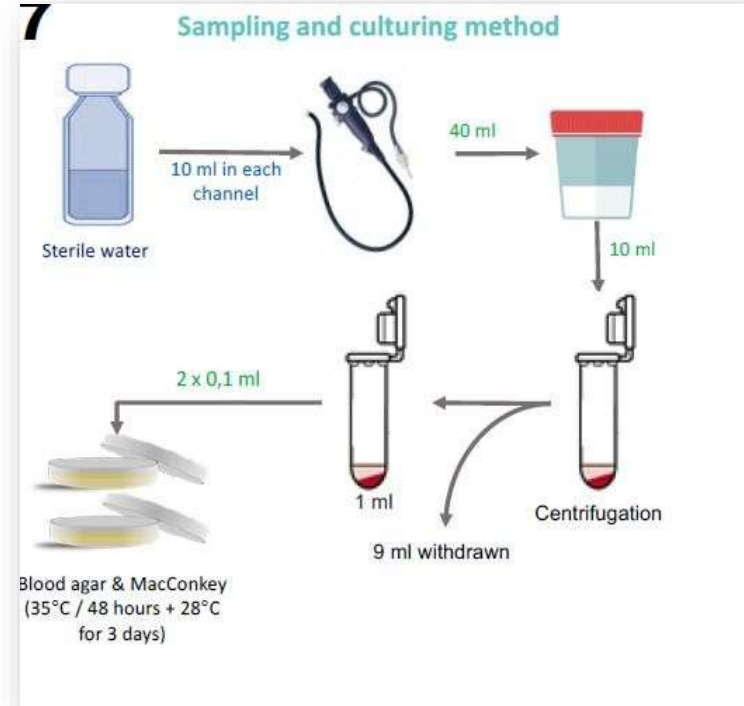 7
Sampling and culturing method
10 ml in each
channel
40 ml
Sterile water
10 ml
2 x 0,1 ml
1 ml
Centrifugation
9 ml withdrawn
Blood agar & MacConkey
(35°C / 48 hours + 28°C
for 3 days)